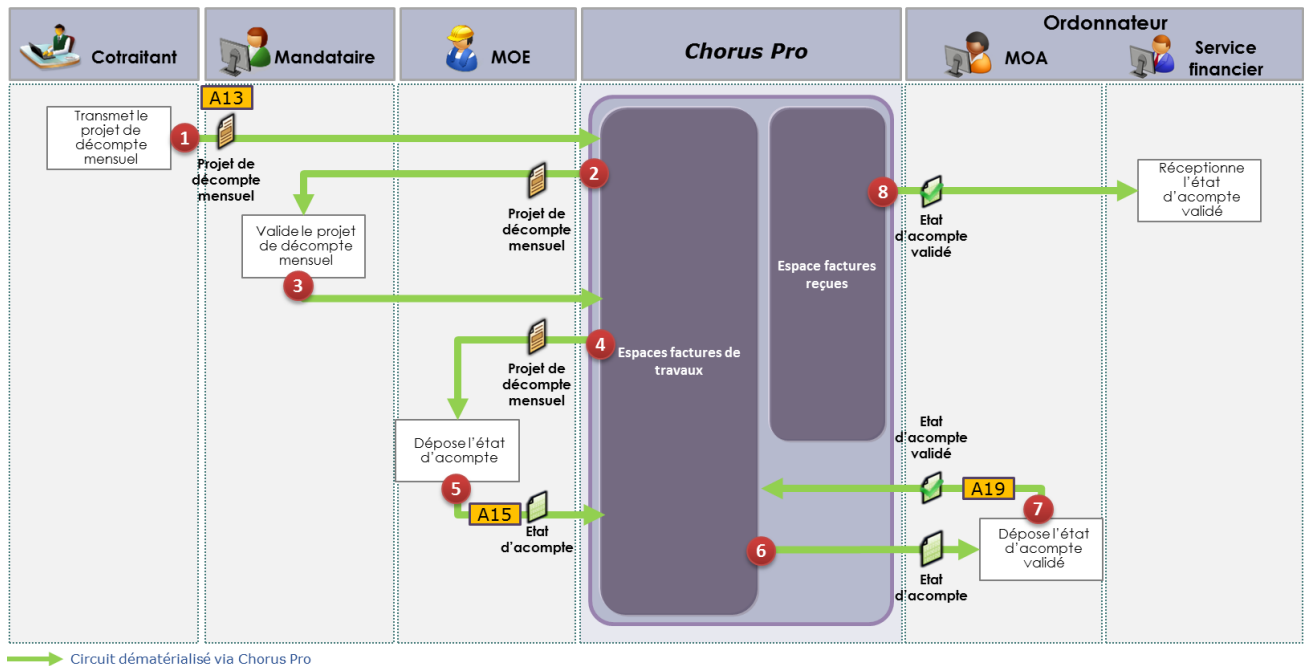 Cotraitant
Mandataire
MOE
Chorus Pro
Ordonnateur
MOA
Service
financier
A13
Transmet le
projet de
décompte
mensuel
1
Projet de
décompte
mensuel
2
Projet de
décompte
mensuel
Valide le projet
de décompte
mensuel
3
4
Projet de
décompte
mensuel
Dépose l'état
d'acompte
5
A15
Etat
d'acompte
Espaces factures de
travaux
Espace factures
reçues
6
Etat
d'acompte
Dépose l'état
d'acompte
validé
7
A19
Etat
d'acompte
validé
8
Etat
d'acompte
validé
Réceptionne
l'état
d'acompte
validé
Circuit dématérialisé via Chorus Pro